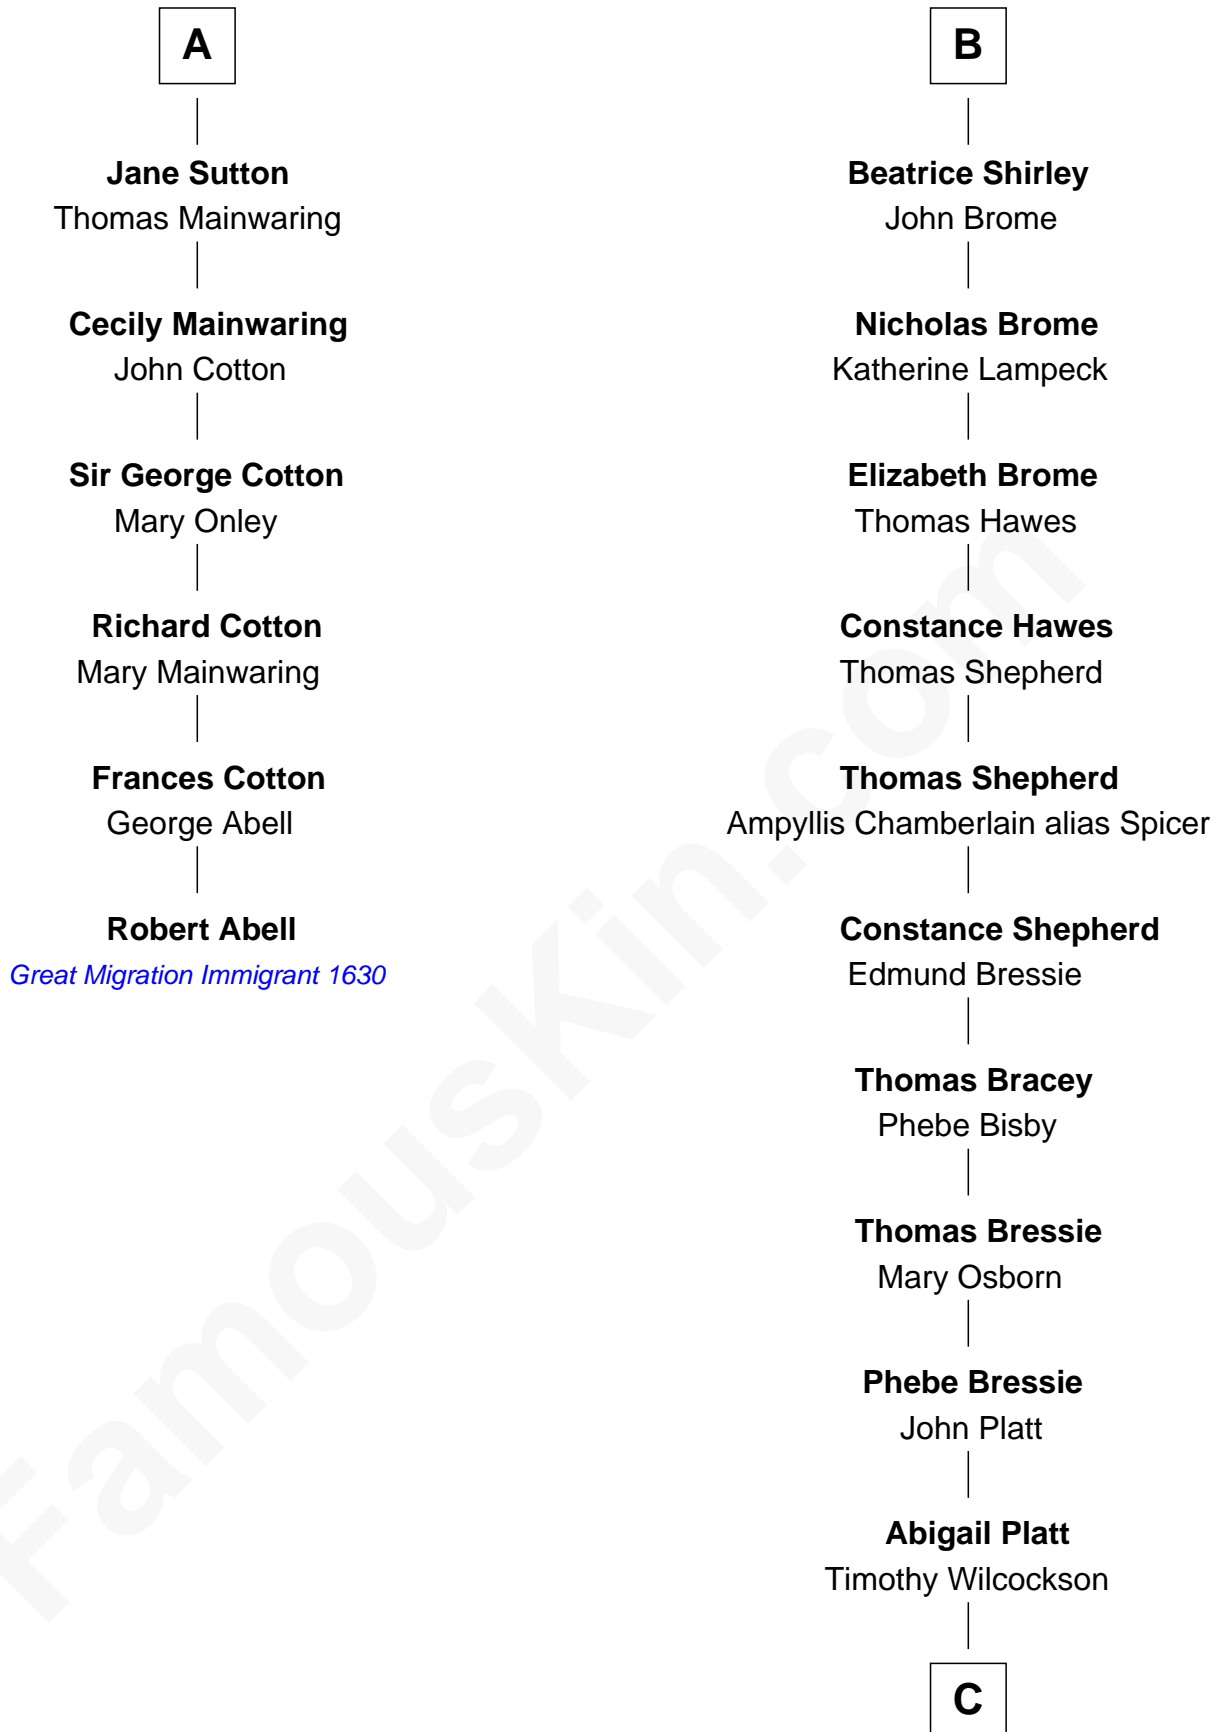 A
Jane Sutton
Thomas Mainwaring
Cecily Mainwaring
John Cotton
Sir George Cotton
Mary Onley
Richard Cotton
Mary Mainwaring
Frances Cotton
George Abell
Robert Abell
Great Migration Immigrant 1630
B
Beatrice Shirley
John Brome
Nicholas Brome
Katherine Lampeck
Elizabeth Brome
Thomas Hawes
Constance Hawes
Thomas Shepherd
Thomas Shepherd
Ampyllis Chamberlain alias Spicer
Constance Shepherd
Edmund Bressie
Thomas Bracey
Phebe Bisby
Thomas Bressie
Mary Osborn
Phebe Bressie
John Platt
Abigail Platt
Timothy Wilcockson
C
FamousKin.com